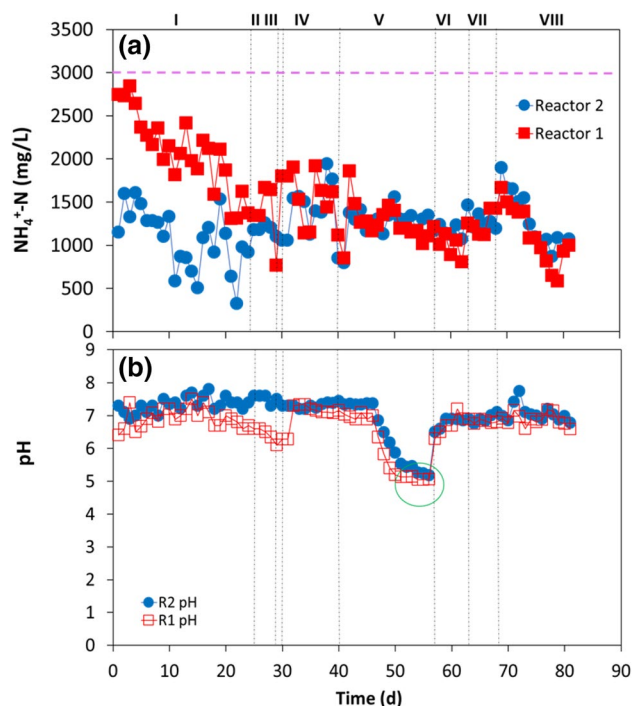 I II III IV V VI VII VIII
(a)
3500
3000
2500
2000
1500
1000
500
0
NH₄⁺-N (mg/L)
Reactor 2
Reactor 1
(b)
9
8
7
6
5
4
3
2
1
0
pH
R2 pH
R1 pH
0 10 20 30 40 50 60 70 80 90
Time (d)